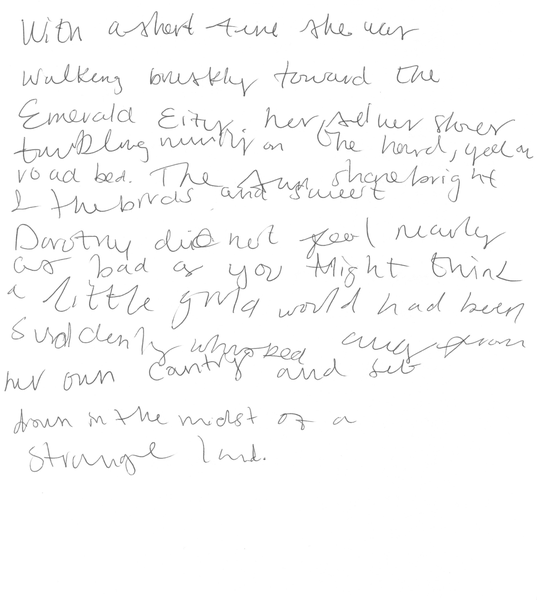 With a short time she was
walking briskly toward the
Emerald City, her silver shoes
tinkling on the hard, yellow
road bed. The sun shone bright
& the birds and sweet
Dorothy did not feel nearly
as bad as you Might think
a little girl would had been
suddenly whisked away from
her own country and set
down in the midst of a
strange land.